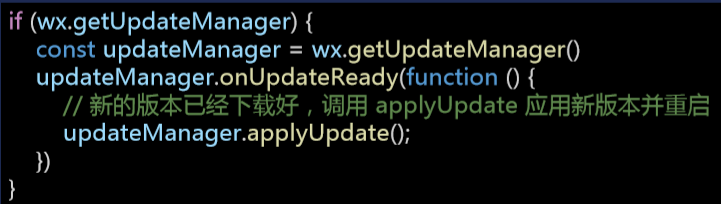 if (wx.getUpdateManager) {
const updateManager = wx.getUpdateManager()
updateManager.onUpdateReady(function () {
// 新的版本已经下载好，调用 applyUpdate 应用新版本并重启
updateManager.applyUpdate();
})
}